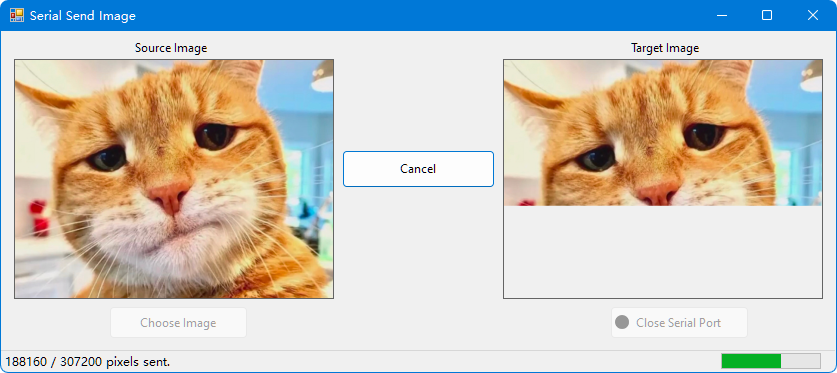 Serial Send Image
Source Image
Target Image
Cancel
Choose Image
Close Serial Port
188160 / 307200 pixels sent.